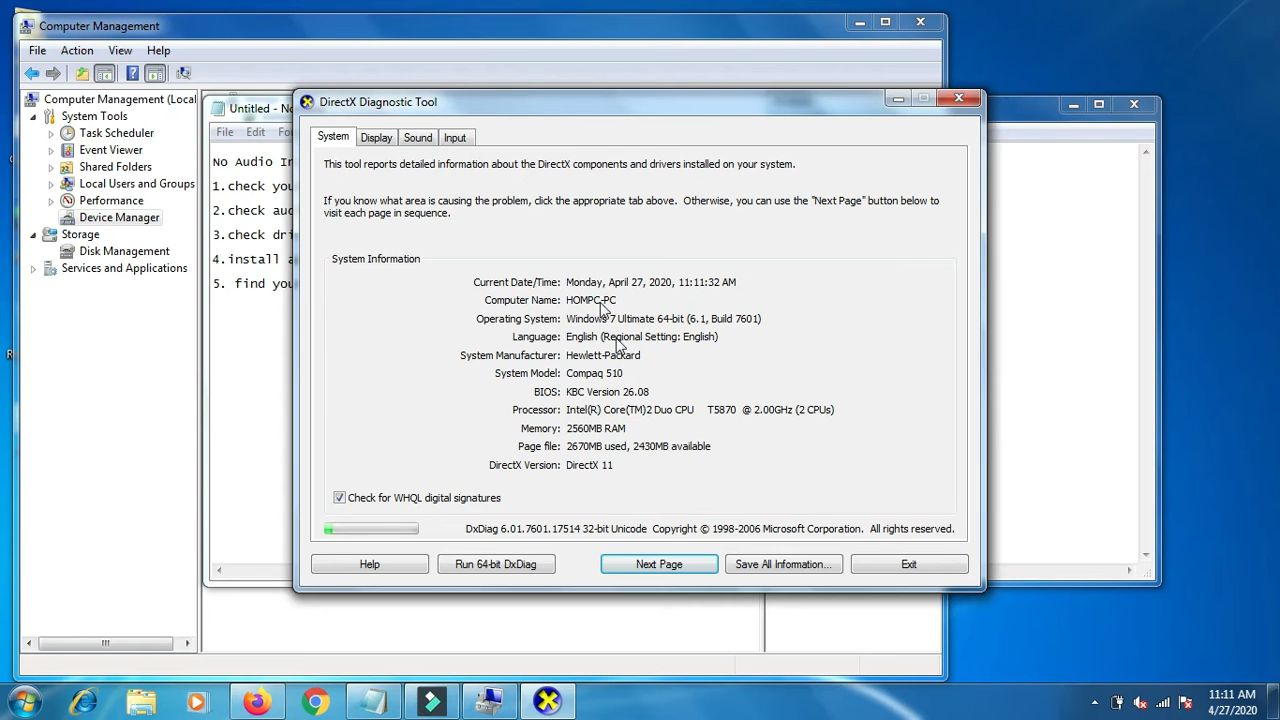 Computer Management
File Action View Help
Computer Management (Local
System Tools
Task Scheduler
Event Viewer
Shared Folders
Local Users and Groups
Performance
Device Manager
Storage
Disk Management
Services and Applications
Untitled - No
File Edit Fo
No Audio In
1.check you
2.check aud
3.check dri
4.install a
5. find you
DirectX Diagnostic Tool
System Display Sound Input
This tool reports detailed information about the DirectX components and drivers installed on your system.
If you know what area is causing the problem, click the appropriate tab above. Otherwise, you can use the "Next Page" button below to
visit each page in sequence.
System Information
Current Date/Time: Monday, April 27, 2020, 11:11:32 AM
Computer Name: HOMPC-PC
Operating System: Windows 7 Ultimate 64-bit (6.1, Build 7601)
Language: English (Regional Setting: English)
System Manufacturer: Hewlett-Packard
System Model: Compaq 510
BIOS: KBC Version 26.08
Processor: Intel(R) Core(TM)2 Duo CPU T5870 @ 2.00GHz (2 CPUs)
Memory: 2560MB RAM
Page file: 2670MB used, 2430MB available
DirectX Version: DirectX 11
Check for WHQL digital signatures
DxDiag 6.01.7601.17514 32-bit Unicode Copyright © 1998-2006 Microsoft Corporation. All rights reserved.
Help Run 64-bit DxDiag Next Page Save All Information... Exit
11:11 AM
4/27/2020